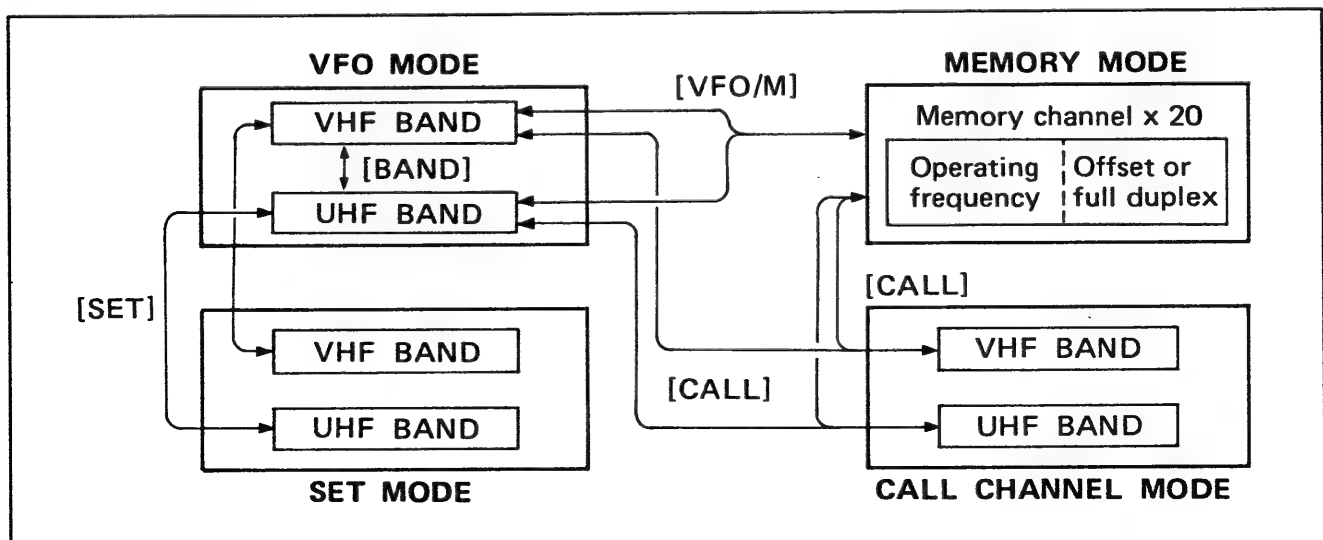 VFO MODE
VHF BAND
[BAND]
UHF BAND
[VFO/M]
MEMORY MODE
Memory channel x 20
Operating
frequency
Offset or
full duplex
[SET]
VHF BAND
UHF BAND
SET MODE
[CALL]
[CALL]
VHF BAND
UHF BAND
CALL CHANNEL MODE